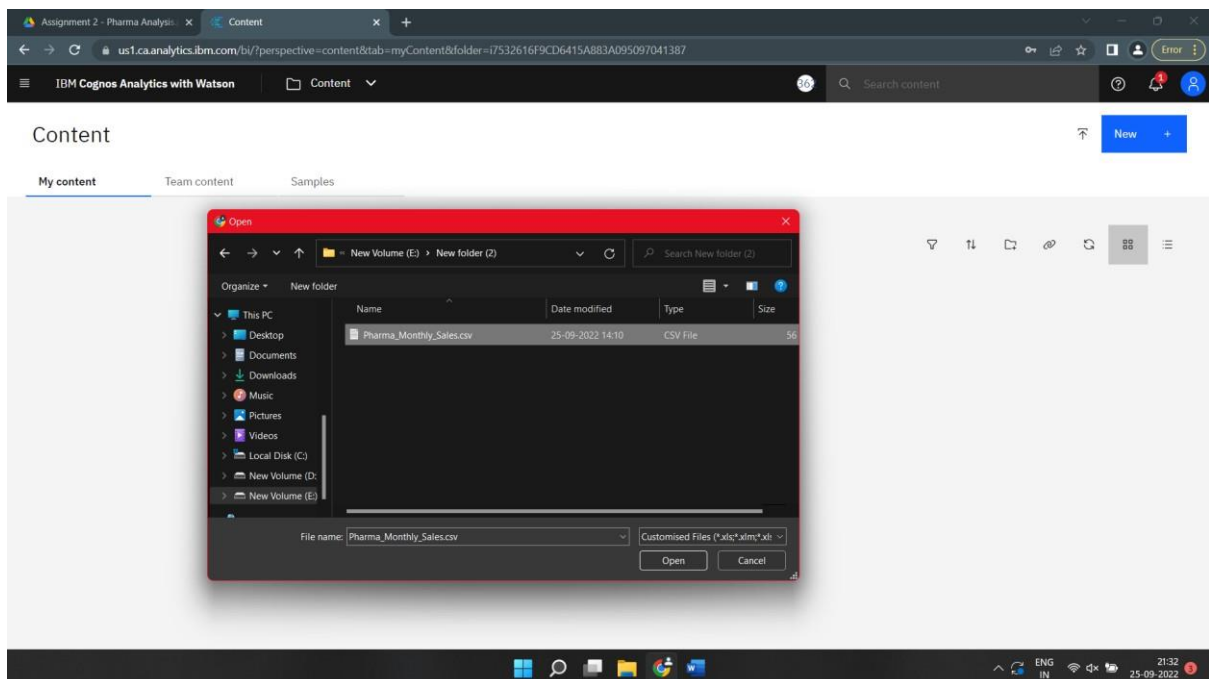 Assignment 2 - Pharma Analysis
Content
us1.ca.analytics.ibm.com/bi/?perspective=content&tab=myContent&folder=i7532616F9CD6415A883A095097041387
Error
IBM Cognos Analytics with Watson
Content
Search content
1
Content
New +
My content
Team content
Samples
Open
« New Volume (E:) > New folder (2)
Search New folder (2)
Organize
New folder
This PC
Desktop
Documents
Downloads
Music
Pictures
Videos
Local Disk (C:)
New Volume (D:
New Volume (E:)
Name
Date modified
Type
Size
Pharma_Monthly_Sales.csv
25-09-2022 14:10
CSV File
56
File name:
Pharma_Monthly_Sales.csv
Customised Files (*.xls;*.xlm;*.xl
Open
Cancel
ENG
IN
21:32
25-09-2022
3